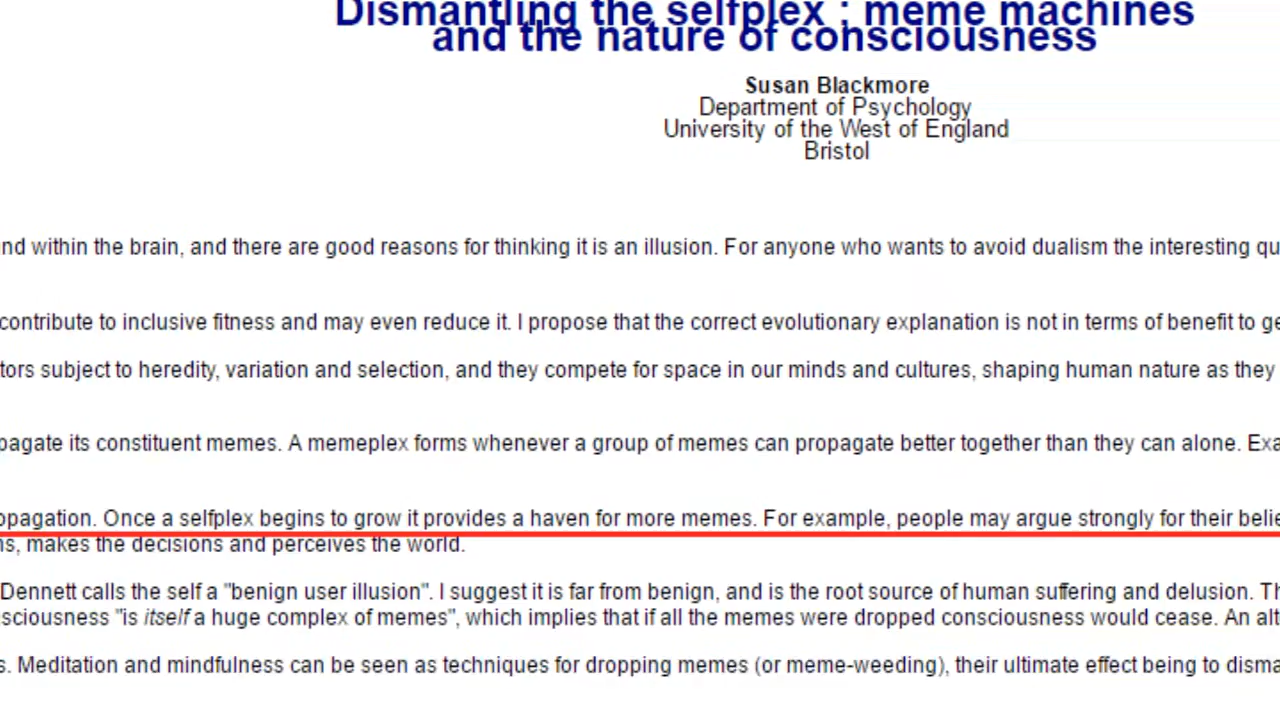 Dismantling the selfplex ; meme machines
and the nature of consciousness
Susan Blackmore
Department of Psychology
University of the West of England
Bristol
nd within the brain, and there are good reasons for thinking it is an illusion. For anyone who wants to avoid dualism the interesting qu
contribute to inclusive fitness and may even reduce it. I propose that the correct evolutionary explanation is not in terms of benefit to ge
tors subject to heredity, variation and selection, and they compete for space in our minds and cultures, shaping human nature as they
pagate its constituent memes. A memeplex forms whenever a group of memes can propagate better together than they can alone. Exa
opagation. Once a selfplex begins to grow it provides a haven for more memes. For example, people may argue strongly for their belie
ns, makes the decisions and perceives the world.
Dennett calls the self a "benign user illusion". I suggest it is far from benign, and is the root source of human suffering and delusion. Th
sciousness "is itself a huge complex of memes", which implies that if all the memes were dropped consciousness would cease. An alt
s. Meditation and mindfulness can be seen as techniques for dropping memes (or meme-weeding), their ultimate effect being to disma